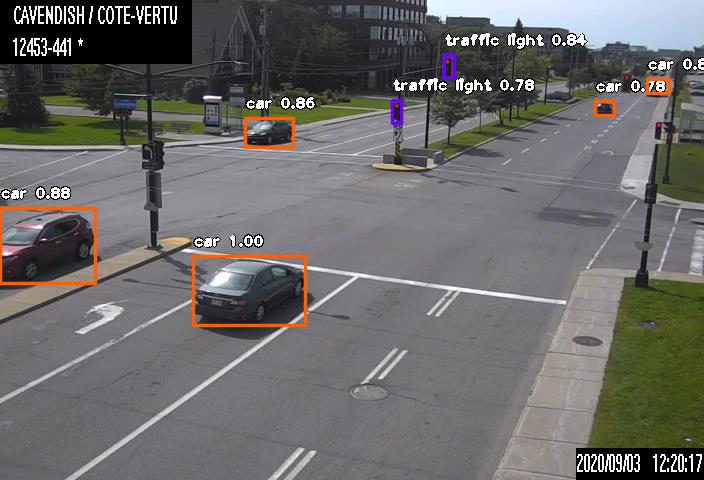 CAVENDISH / COTE-VERTU
12453-441 *
traffic light 0.84
car 0.8
traffic light 0.78
car 0.78
car 0.86
car 0.88
car 1.00
2020/09/03 12:20:17